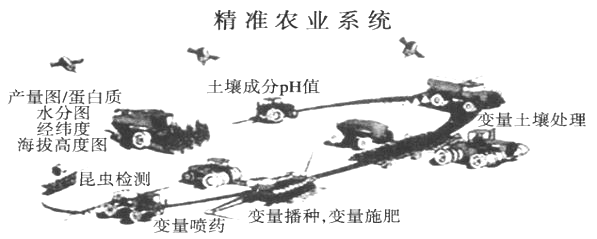 精准农业系统
产量图/蛋白质
水分图
经纬度
海拔高度图
土壤成分pH值
变量土壤处理
昆虫检测
变量喷药
变量播种,变量施肥